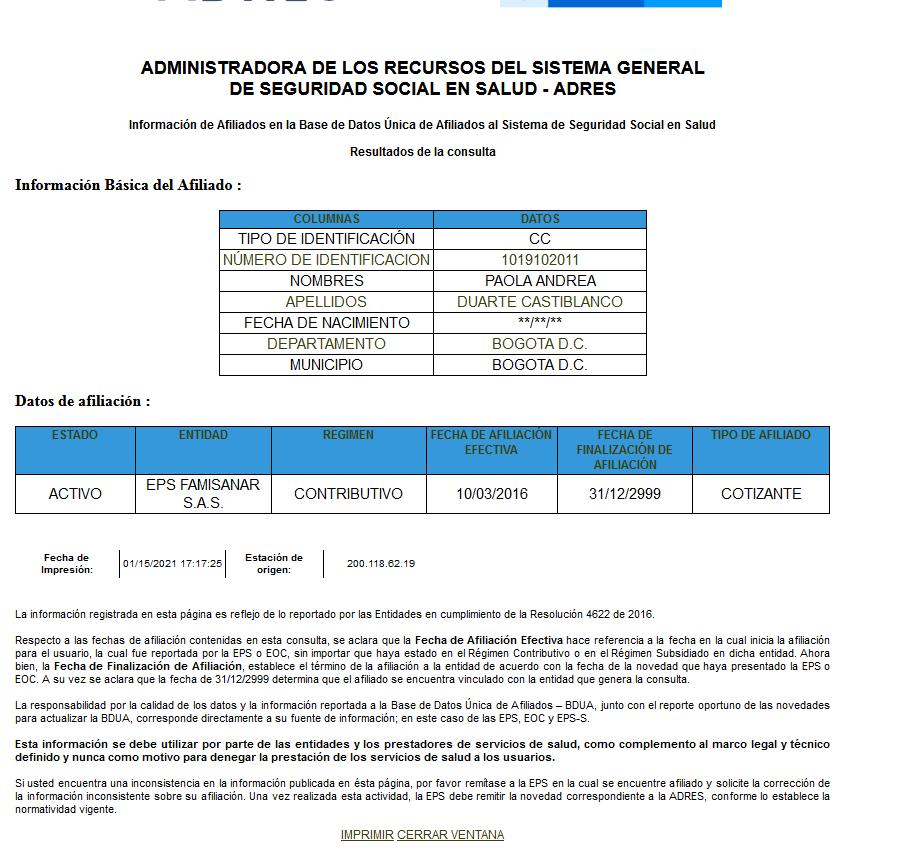 ADMINISTRADORA DE LOS RECURSOS DEL SISTEMA GENERAL
DE SEGURIDAD SOCIAL EN SALUD - ADRES
Información de Afiliados en la Base de Datos Única de Afiliados al Sistema de Seguridad Social en Salud
Resultados de la consulta
Información Básica del Afiliado :
COLUMNAS DATOS
TIPO DE IDENTIFICACIÓN CC
NÚMERO DE IDENTIFICACION 1019102011
NOMBRES PAOLA ANDREA
APELLIDOS DUARTE CASTIBLANCO
FECHA DE NACIMIENTO **/**/**
DEPARTAMENTO BOGOTA D.C.
MUNICIPIO BOGOTA D.C.
Datos de afiliación :
ESTADO ENTIDAD REGIMEN FECHA DE AFILIACIÓN EFECTIVA FECHA DE FINALIZACIÓN DE AFILIACIÓN TIPO DE AFILIADO
ACTIVO EPS FAMISANAR S.A.S. CONTRIBUTIVO 10/03/2016 31/12/2999 COTIZANTE
Fecha de Impresión: 01/15/2021 17:17:25 Estación de origen: 200.118.62.19
La información registrada en esta página es reflejo de lo reportado por las Entidades en cumplimiento de la Resolución 4622 de 2016.
Respecto a las fechas de afiliación contenidas en esta consulta, se aclara que la Fecha de Afiliación Efectiva hace referencia a la fecha en la cual inicia la afiliación
para el usuario, la cual fue reportada por la EPS o EOC, sin importar que haya estado en el Régimen Contributivo o en el Régimen Subsidiado en dicha entidad. Ahora
bien, la Fecha de Finalización de Afiliación, establece el término de la afiliación a la entidad de acuerdo con la fecha de la novedad que haya presentado la EPS o
EOC. A su vez se aclara que la fecha de 31/12/2999 determina que el afiliado se encuentra vinculado con la entidad que genera la consulta.
La responsabilidad por la calidad de los datos y la información reportada a la Base de Datos Única de Afiliados – BDUA, junto con el reporte oportuno de las novedades
para actualizar la BDUA, corresponde directamente a su fuente de información; en este caso de las EPS, EOC y EPS-S.
Esta información se debe utilizar por parte de las entidades y los prestadores de servicios de salud, como complemento al marco legal y técnico
definido y nunca como motivo para denegar la prestación de los servicios de salud a los usuarios.
Si usted encuentra una inconsistencia en la información publicada en ésta página, por favor remítase a la EPS en la cual se encuentre afiliado y solicite la corrección de
la información inconsistente sobre su afiliación. Una vez realizada esta actividad, la EPS debe remitir la novedad correspondiente a la ADRES, conforme lo establece la
normatividad vigente.
IMPRIMIR CERRAR VENTANA